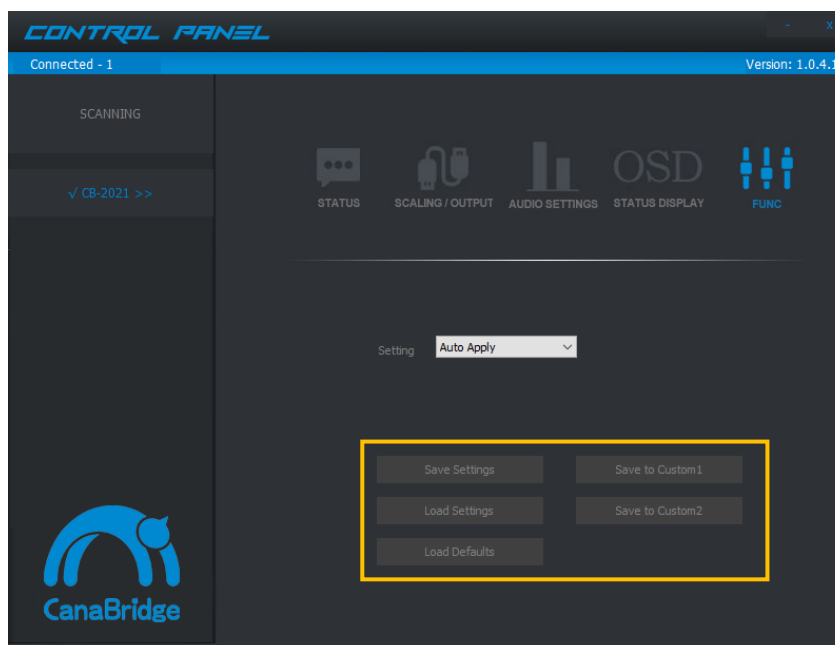 CONTROL PANEL
- x
Connected - 1
Version: 1.0.4.1
SCANNING
√ CB-2021 >>
OSD
STATUS
SCALING / OUTPUT
AUDIO SETTINGS
STATUS DISPLAY
FUNC
Setting
Auto Apply
Save Settings
Save to Custom1
Load Settings
Save to Custom2
Load Defaults
CanaBridge